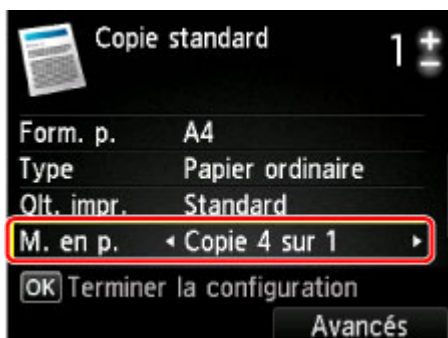 Copie standard
1
Form. p. A4
Type Papier ordinaire
Qlt. impr. Standard
M. en p. Copie 4 sur 1
OK Terminer la configuration
Avancés